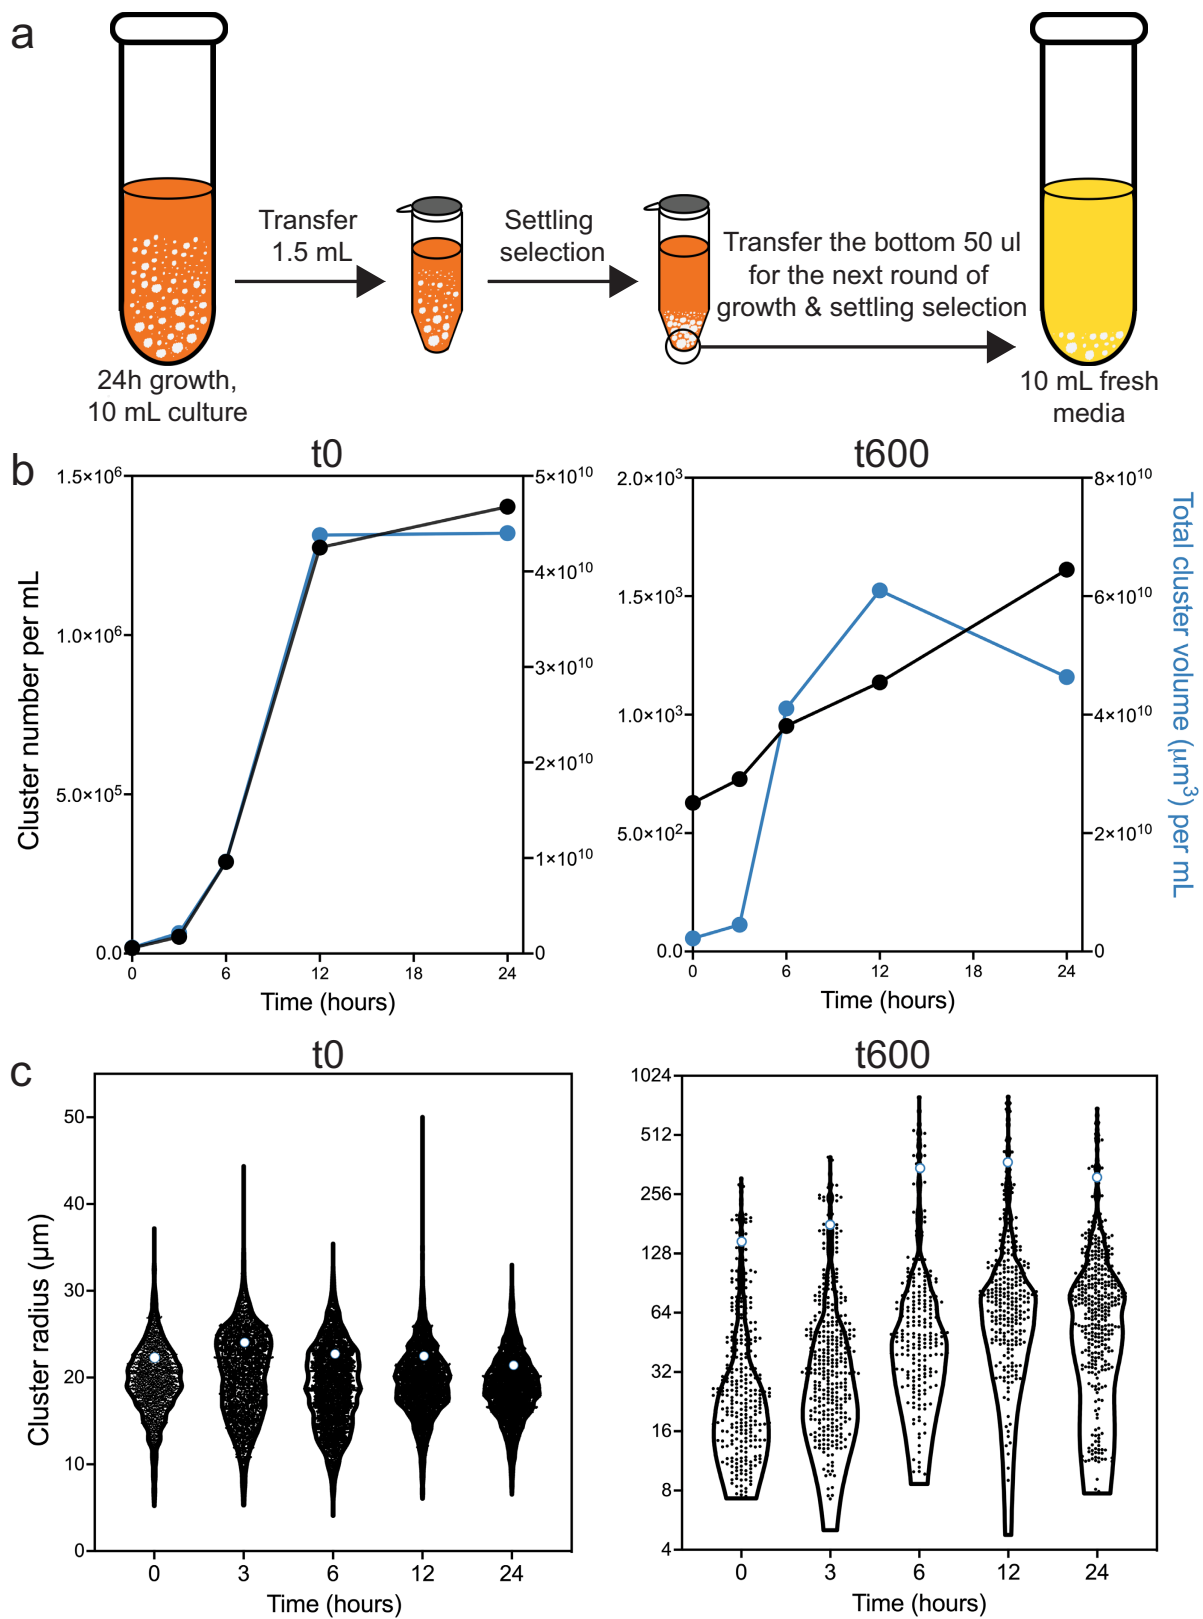 a
Transfer
1.5 mL
Settling
selection
Transfer the bottom 50 ul
for the next round of
growth & settling selection
24h growth,
10 mL culture
10 mL fresh
media
b
t0
1.5×10⁶
1.0×10⁶
5.0×10⁵
0.0
5×10¹⁰
4×10¹⁰
3×10¹⁰
2×10¹⁰
1×10¹⁰
0
Cluster number per mL
0 6 12 18 24
Time (hours)
t600
2.0×10³
1.5×10³
1.0×10³
5.0×10²
0.0
8×10¹⁰
6×10¹⁰
4×10¹⁰
2×10¹⁰
0
Total cluster volume (μm³) per mL
0 6 12 18 24
Time (hours)
c
t0
50
40
30
20
10
0
Cluster radius (μm)
0 3 6 12 24
Time (hours)
t600
1024
512
256
128
64
32
16
8
4
0 3 6 12 24
Time (hours)